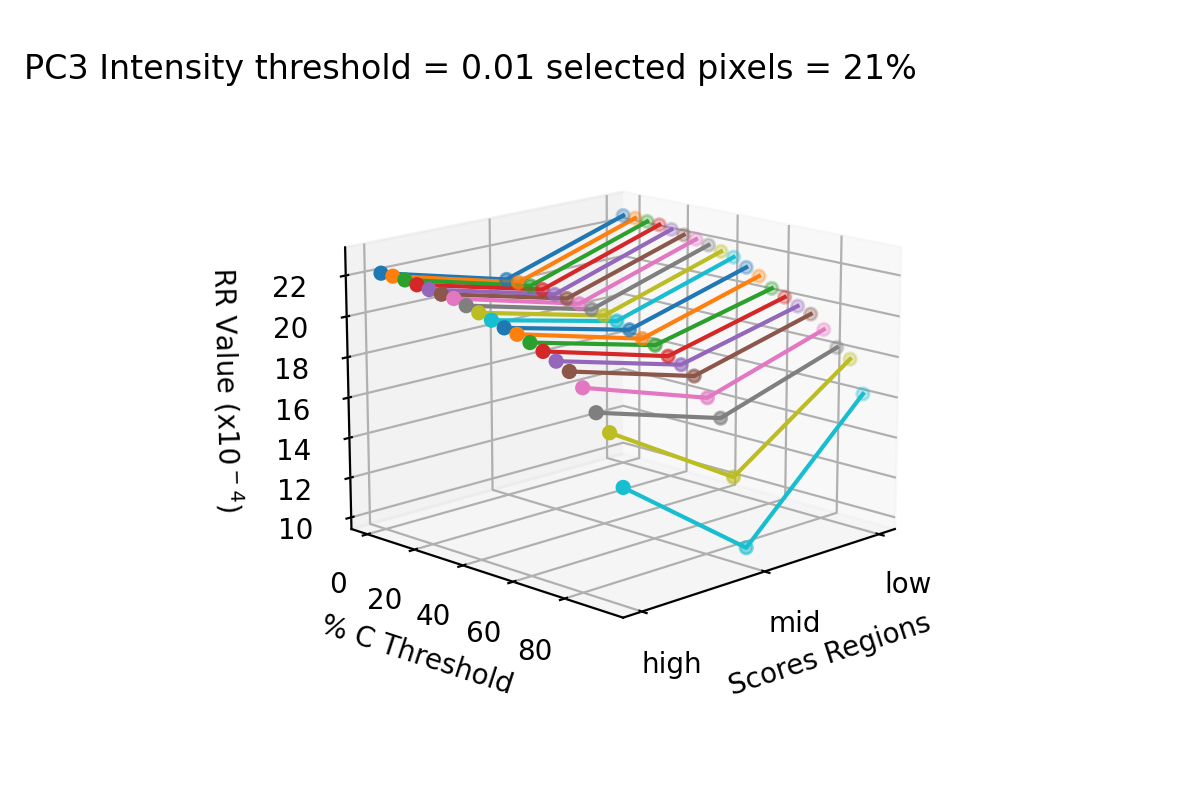 PC3 Intensity threshold = 0.01 selected pixels = 21%
RR Value (x10⁻⁴)
22
20
18
16
14
12
10
0
20
40
60
80
% C Threshold
high
mid
low
Scores Regions